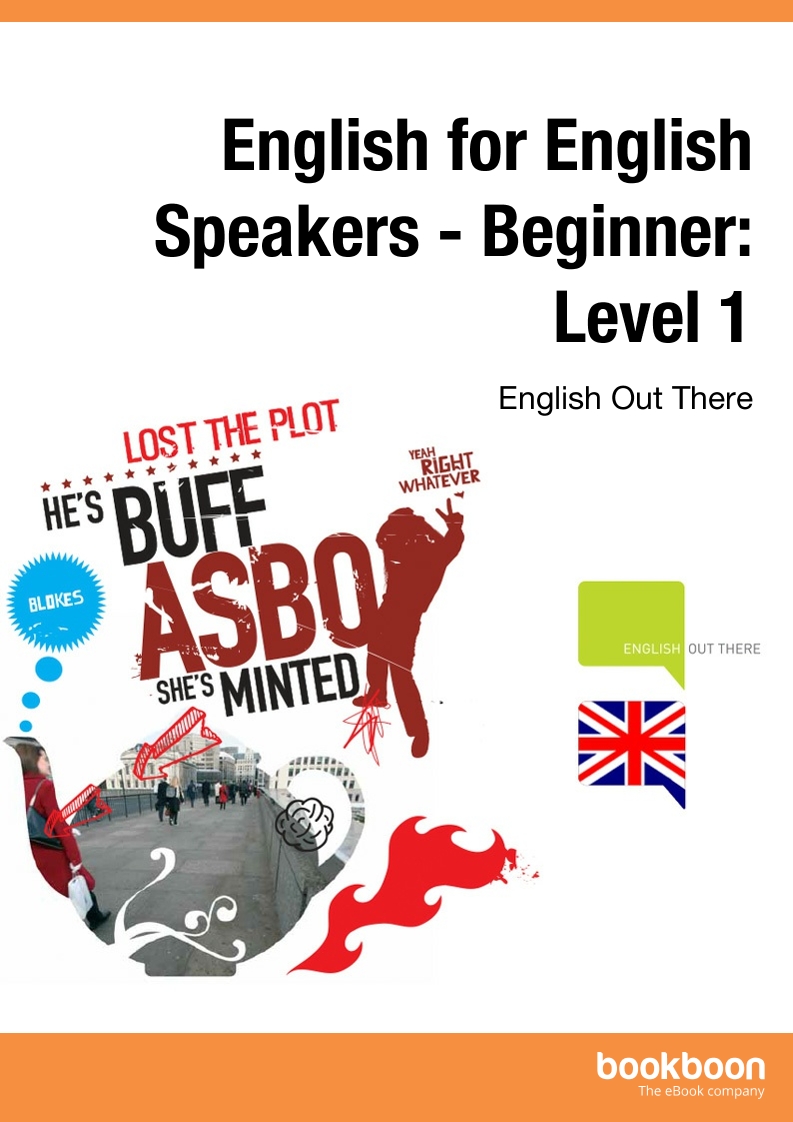 English for English
Speakers - Beginner:
Level 1
English Out There
LOST THE PLOT
YEAH
RIGHT
WHATEVER
HE'S BUFF
ASBO
BLOKES
SHE'S MINTED
ENGLISH OUT THERE
bookboon
The eBook company